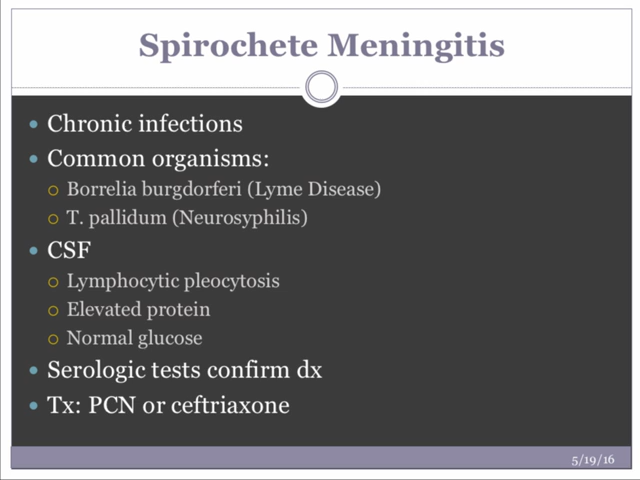 Spirochete Meningitis
Chronic infections
Common organisms:
Borrelia burgdorferi (Lyme Disease)
T. pallidum (Neurosyphilis)
CSF
Lymphocytic pleocytosis
Elevated protein
Normal glucose
Serologic tests confirm dx
Tx: PCN or ceftriaxone
5/19/16